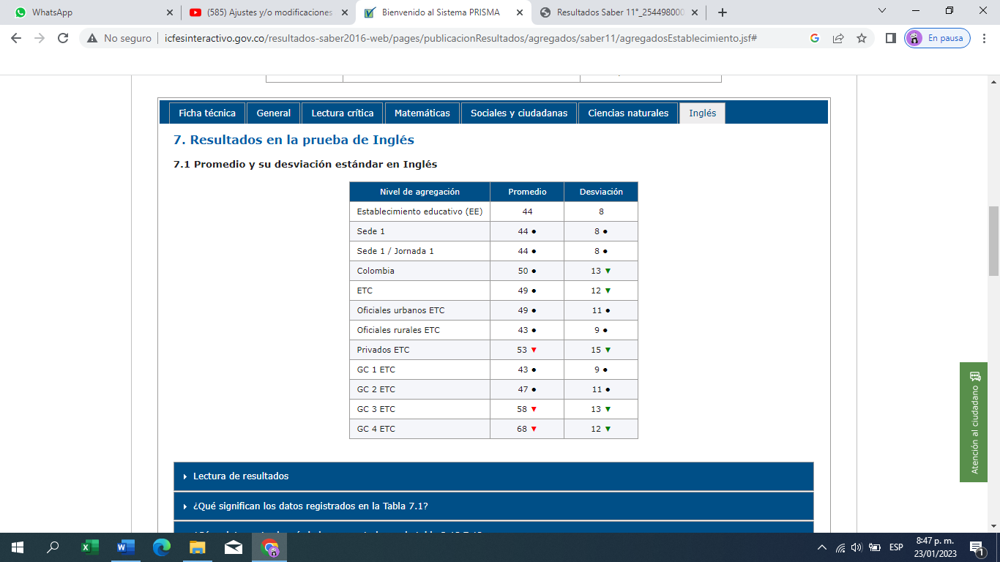 WhatsApp
(585) Ajustes y/o modificaciones
Bienvenido al Sistema PRISMA
Resultados Saber 11°_254498000
No seguro
icfesinteractivo.gov.co/resultados-saber2016-web/pages/publicacionResultados/agregados/saber11/agregadosEstablecimiento.jsf#
En pausa
Ficha técnica General Lectura crítica Matemáticas Sociales y ciudadanas Ciencias naturales Inglés
7. Resultados en la prueba de Inglés
7.1 Promedio y su desviación estándar en Inglés
Nivel de agregación Promedio Desviación
Establecimiento educativo (EE) 44 8
Sede 1 44 ● 8 ●
Sede 1 / Jornada 1 44 ● 8 ●
Colombia 50 ● 13 ▼
ETC 49 ● 12 ▼
Oficiales urbanos ETC 49 ● 11 ●
Oficiales rurales ETC 43 ● 9 ●
Privados ETC 53 ▼ 15 ▼
GC 1 ETC 43 ● 9 ●
GC 2 ETC 47 ● 11 ●
GC 3 ETC 58 ▼ 13 ▼
GC 4 ETC 68 ▼ 12 ▼
Lectura de resultados
¿Qué significan los datos registrados en la Tabla 7.1?
Atención al ciudadano
ESP
8:47 p. m.
23/01/2023
1